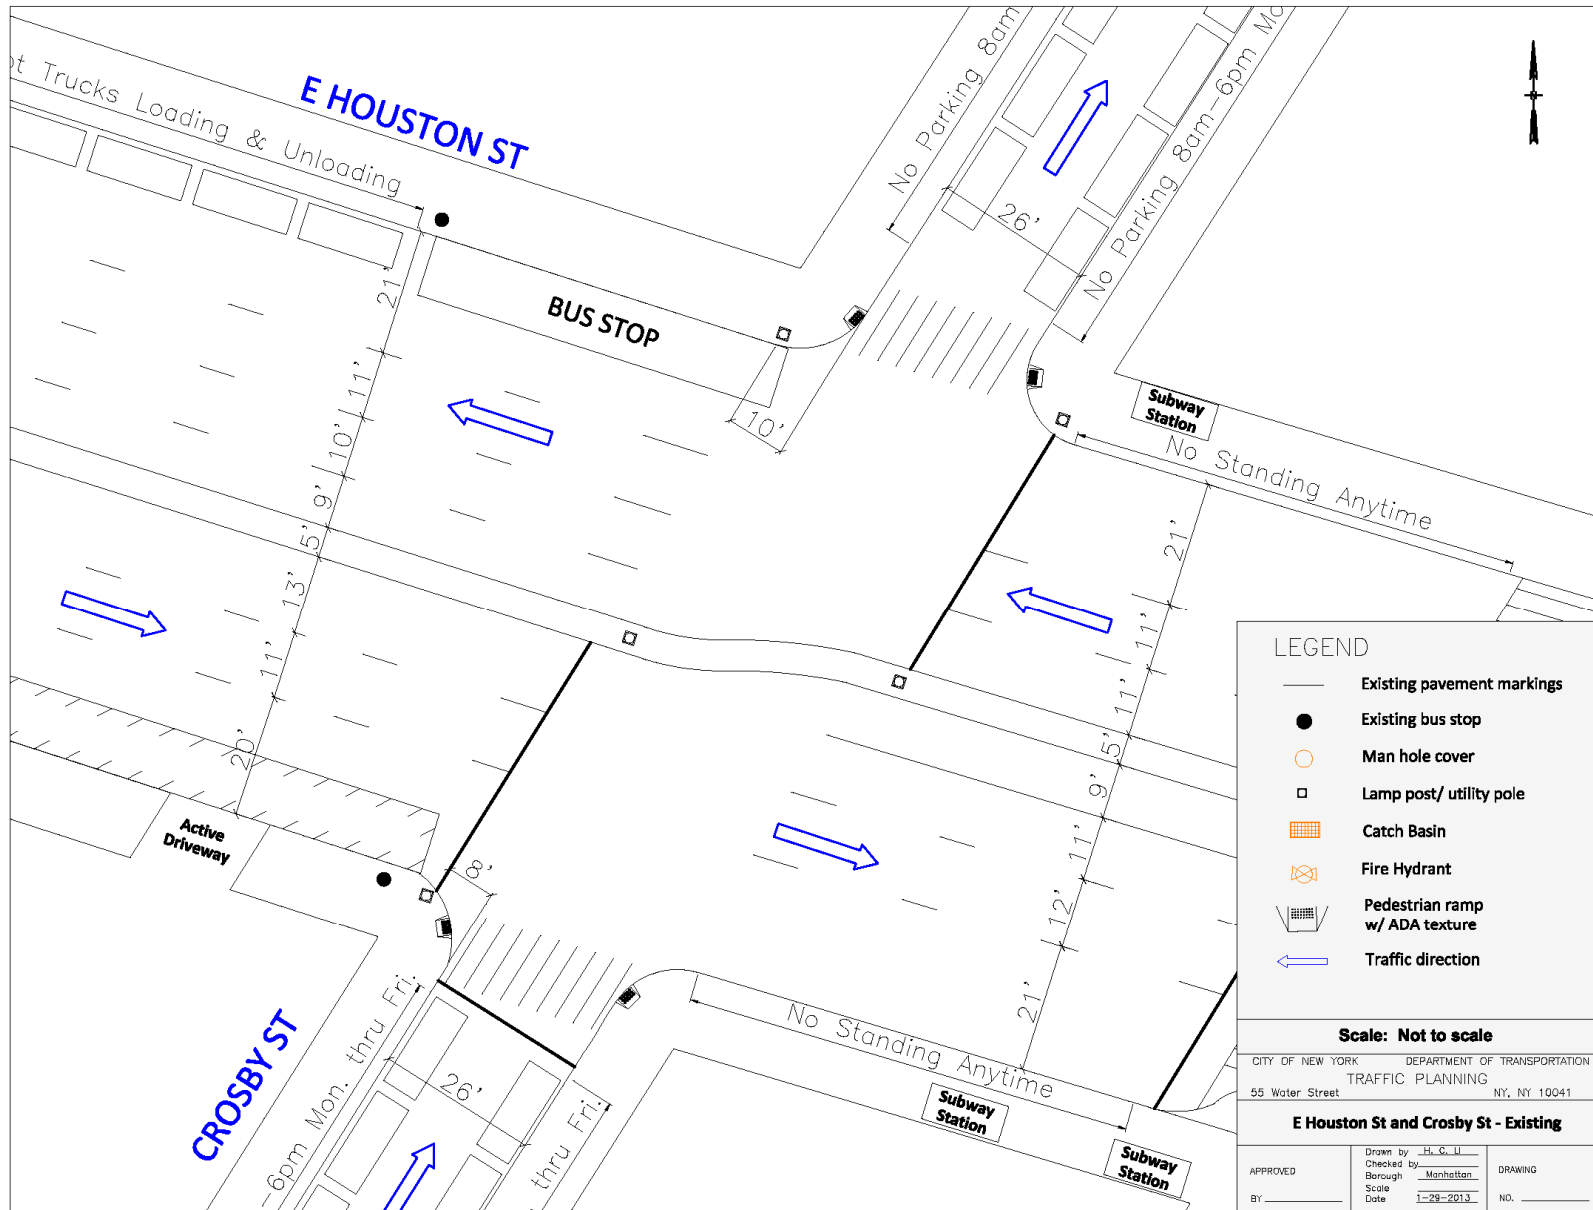 ot Trucks Loading & Unloading
E HOUSTON ST
No Parking 8am
No Parking 8am-6pm Mo
N
26'
BUS STOP
Subway
Station
No Standing Anytime
21'
11'
10'
9'
5'
13'
11'
20'
10'
21'
11'
11'
5'
9'
11'
12'
21'
Active
Driveway
8'
CROSBY ST
-6pm Mon. thru Fri.
26'
thru Fri.
No Standing Anytime
Subway
Station
Subway
Station
LEGEND
Existing pavement markings
Existing bus stop
Man hole cover
Lamp post/ utility pole
Catch Basin
Fire Hydrant
Pedestrian ramp
w/ ADA texture
Traffic direction
Scale: Not to scale
CITY OF NEW YORK DEPARTMENT OF TRANSPORTATION
TRAFFIC PLANNING
55 Water Street NY, NY 10041
E Houston St and Crosby St - Existing
APPROVED
BY
Drawn by H. C. LI
Checked by
Borough Manhattan
Scale
Date 1-29-2013
DRAWING
NO.